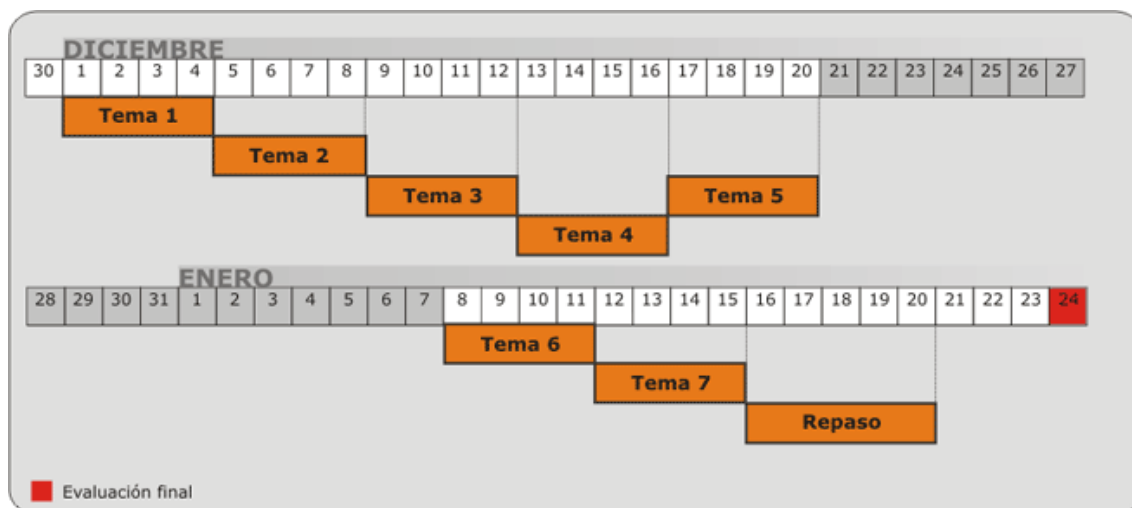 DICIEMBRE
30 1 2 3 4 5 6 7 8 9 10 11 12 13 14 15 16 17 18 19 20 21 22 23 24 25 26 27
Tema 1
Tema 2
Tema 3 Tema 5
Tema 4
ENERO
28 29 30 31 1 2 3 4 5 6 7 8 9 10 11 12 13 14 15 16 17 18 19 20 21 22 23 24
Tema 6
Tema 7
Repaso
Evaluación final